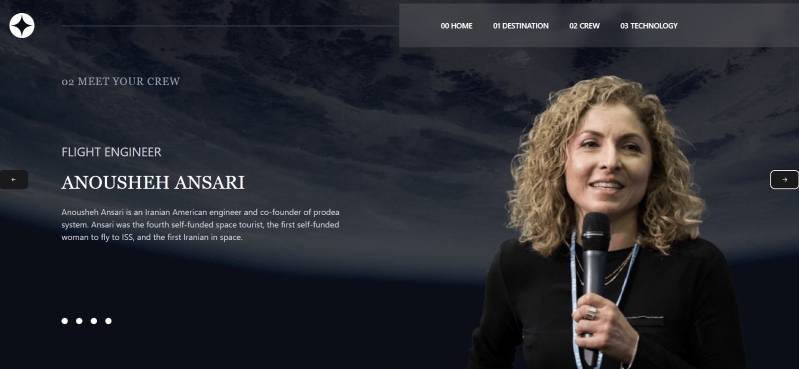 00 HOME 01 DESTINATION 02 CREW 03 TECHNOLOGY
02 MEET YOUR CREW
FLIGHT ENGINEER
ANOUSHEH ANSARI
Anousheh Ansari is an Iranian American engineer and co-founder of prodea
system. Ansari was the fourth self-funded space tourist, the first self-funded
woman to fly to ISS, and the first Iranian in space.
← →